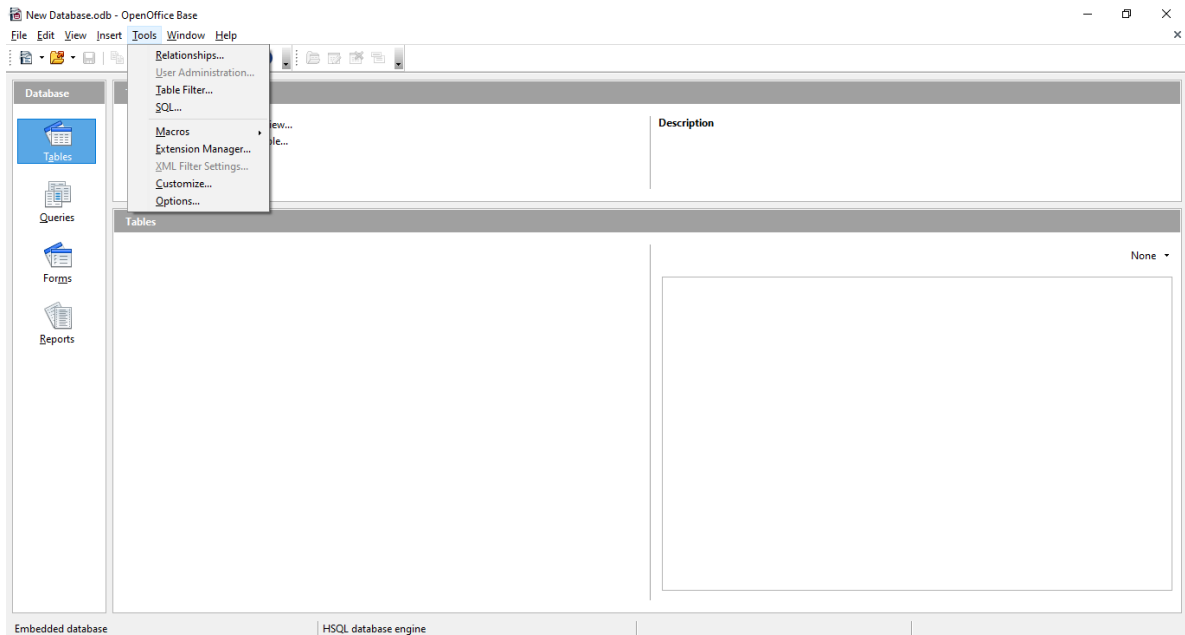 New Database.odb - OpenOffice Base
File Edit View Insert Tools Window Help
Relationships...
User Administration...
Table Filter...
SQL...
Macros
Extension Manager...
XML Filter Settings...
Customize...
Options...
Database
Tables
Queries
Forms
Reports
Description
Tables
None
Embedded database
HSQL database engine